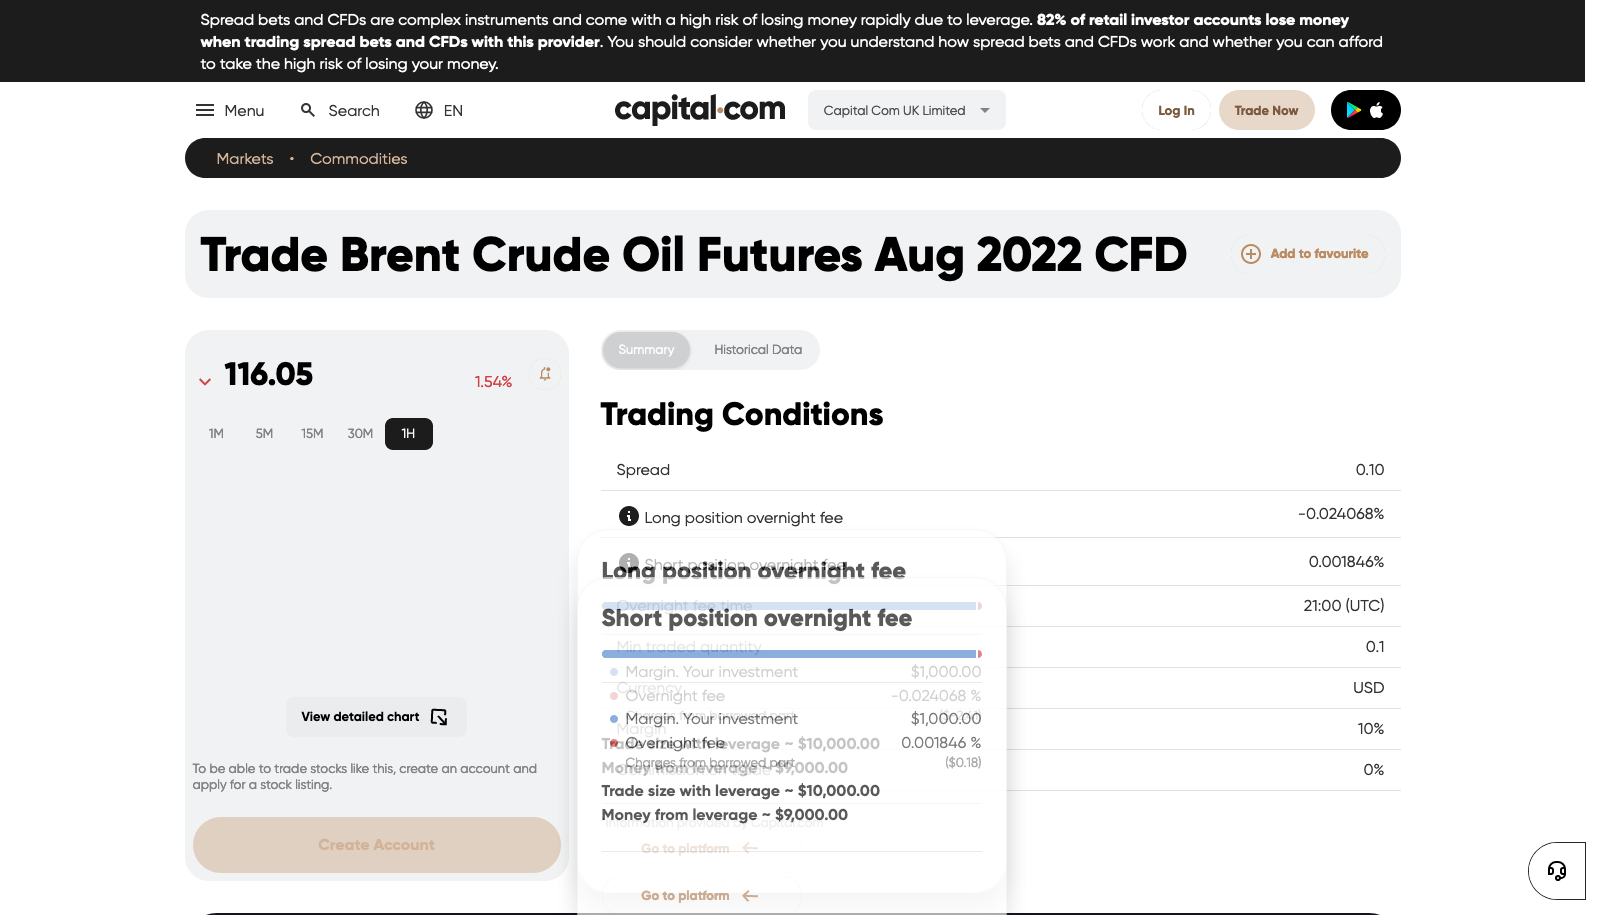 Spread bets and CFDs are complex instruments and come with a high risk of losing money rapidly due to leverage. 82% of retail investor accounts lose money
when trading spread bets and CFDs with this provider. You should consider whether you understand how spread bets and CFDs work and whether you can afford
to take the high risk of losing your money.
Menu
Search
EN
capital.com
Capital Com UK Limited
Log In
Trade Now
Markets • Commodities
Trade Brent Crude Oil Futures Aug 2022 CFD
Add to favourite
116.05
1.54%
1M 5M 15M 30M 1H
View detailed chart
To be able to trade stocks like this, create an account and
apply for a stock listing.
Create Account
Summary
Historical Data
Trading Conditions
Spread 0.10
Long position overnight fee -0.024068%
Short position overnight fee 0.001846%
Overnight fee time 21:00 (UTC)
Min traded quantity 0.1
Currency USD
Margin 10%
0%
Long position overnight fee
Margin. Your investment $1,000.00
Overnight fee -0.024068 %
Trade size with leverage ~ $10,000.00
Money from leverage ~ $9,000.00
Go to platform
Short position overnight fee
Margin. Your investment $1,000.00
Overnight fee 0.001846 %
Charges from borrowed part ($0.18)
Trade size with leverage ~ $10,000.00
Money from leverage ~ $9,000.00
Go to platform
Information provided by Capital.com